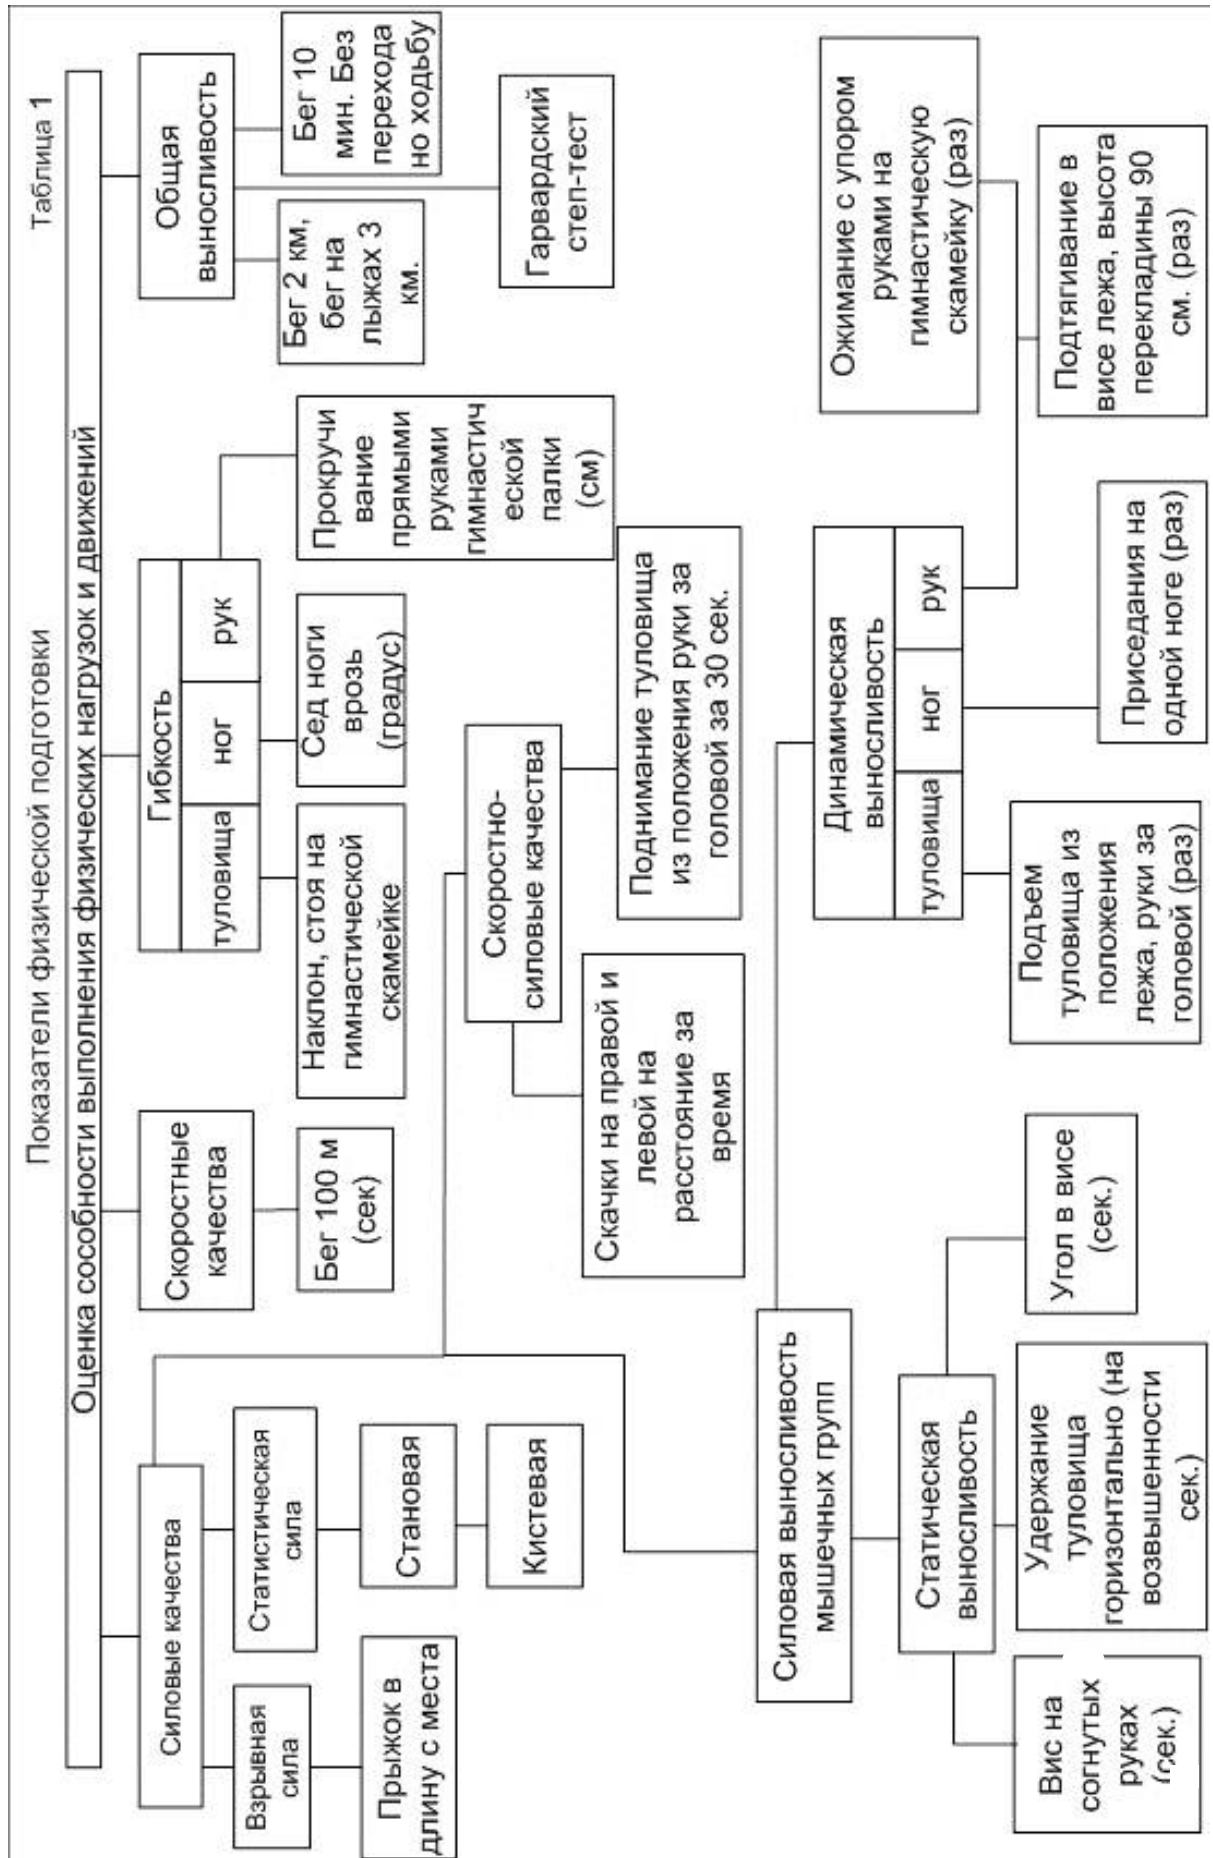 Таблица 1
Показатели физической подготовки
Оценка сособности выполнения физических нагрузок и движений
Силовые качества
Взрывная
сила
Прыжок в
длину с места
Статистическая
сила
Становая
Кистевая
Скоростные
качества
Бег 100 м
(сек)
Гибкость
туловища
ног
рук
Наклон, стоя на
гимнастической
скамейке
Сед ноги
врозь
(градус)
Прокручи
вание
прямыми
руками
гимнастич
еской
палки
(см)
Общая
выносливость
Бег 2 км,
бег на
лыжах 3
км.
Бег 10
мин. Без
перехода
но ходьбу
Гарвардский
степ-тест
Скоростно-
силовые качества
Скачки на правой и
левой на
расстояние за
время
Поднимание туловища
из положения руки за
головой за 30 сек.
Силовая выносливость
мышечных групп
Статическая
выносливость
Вис на
согнутых
руках
(сек.)
Удержание
туловища
горизонтально (на
возвышенности
сек.)
Угол в висе
(сек.)
Динамическая
выносливость
туловища
ног
рук
Подъем
туловища из
положения
лежа, руки за
головой (раз)
Приседания на
одной ноге (раз)
Подтягивание в
висе лежа, высота
перекладины 90
см. (раз)
Ожимание с упором
руками на
гимнастическую
скамейку (раз)